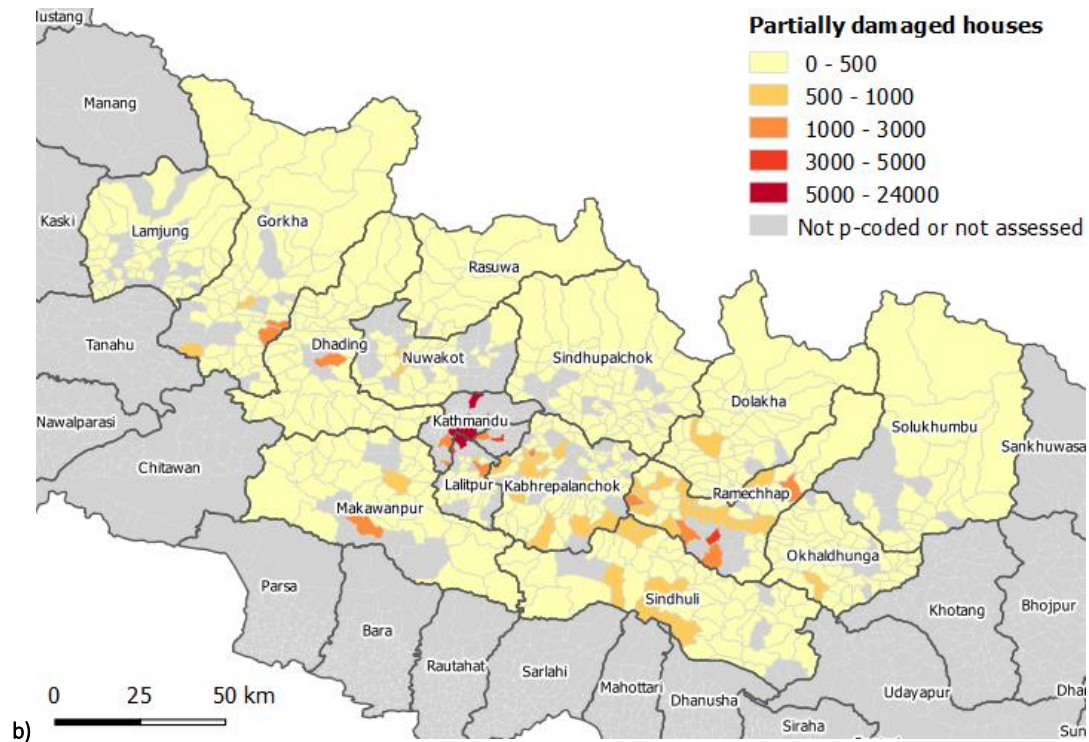 Mustang
Partially damaged houses
0 - 500
500 - 1000
1000 - 3000
3000 - 5000
5000 - 24000
Not p-coded or not assessed
Manang
Kaski
Lamjung
Gorkha
Rasuwa
Tanahu
Dhading
Nuwakot
Sindhupalchok
Dolakha
Solukhumbu
Nawalparasi
Kathmandu
Sankhuwasa
Chitawan
Lalitpur
Kabhrepalanchok
Ramechhap
Makawanpur
Okhaldhunga
Parsa
Sindhuli
Khotang
Bhojpur
Bara
Rautahat
Sarlahi
Mahottari
Dhanusha
Udayapur
Dhan
Siraha
Sun
0 25 50 km
b)